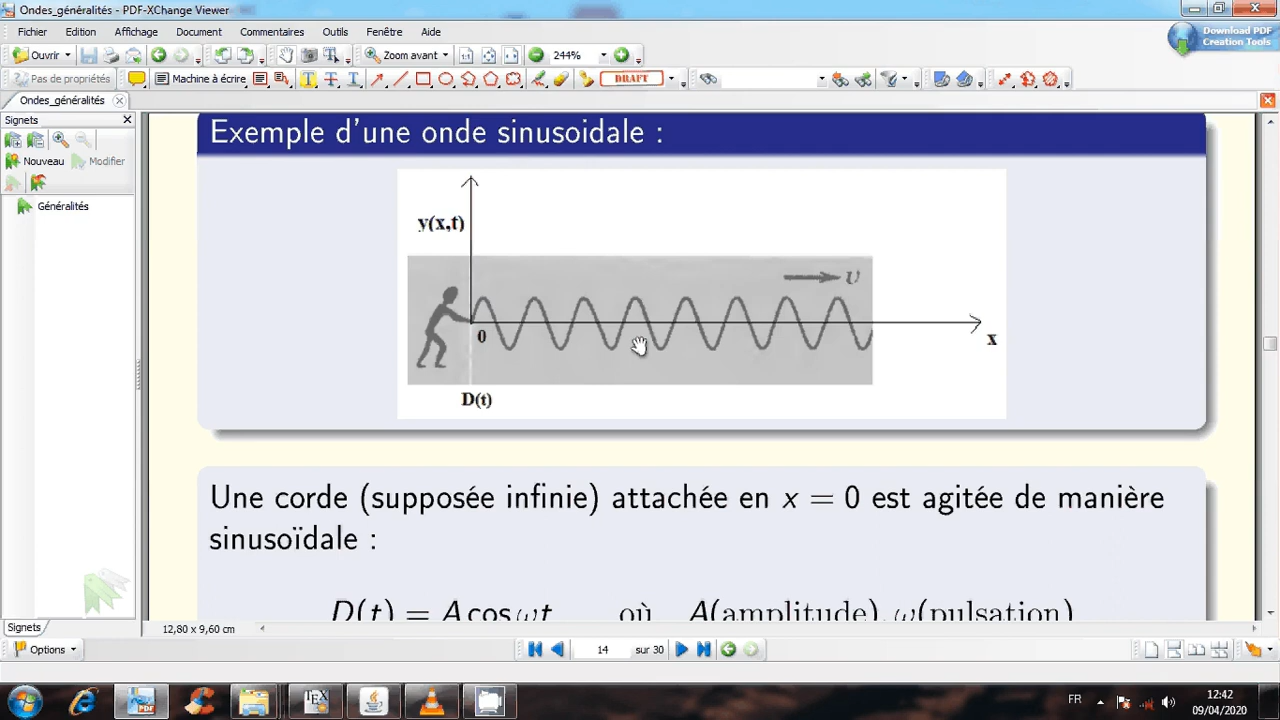 Ondes_généralités - PDF-XChange Viewer
Fichier Edition Affichage Document Commentaires Outils Fenêtre Aide
Download PDF
Creation Tools
Ouvrir Zoom avant 244%
Pas de propriétés Machine à écrire DRAFT
Ondes_généralités
Signets
Nouveau Modifier
Généralités
Exemple d'une onde sinusoidale :
y(x,t)
υ
0
x
D(t)
Une corde (supposée infinie) attachée en x = 0 est agitée de manière
sinusoïdale :
D(t) = A cos ωt où A(amplitude), ω(pulsation)
Signets
12,80 x 9,60 cm
Options
14 sur 30
FR
12:42
09/04/2020